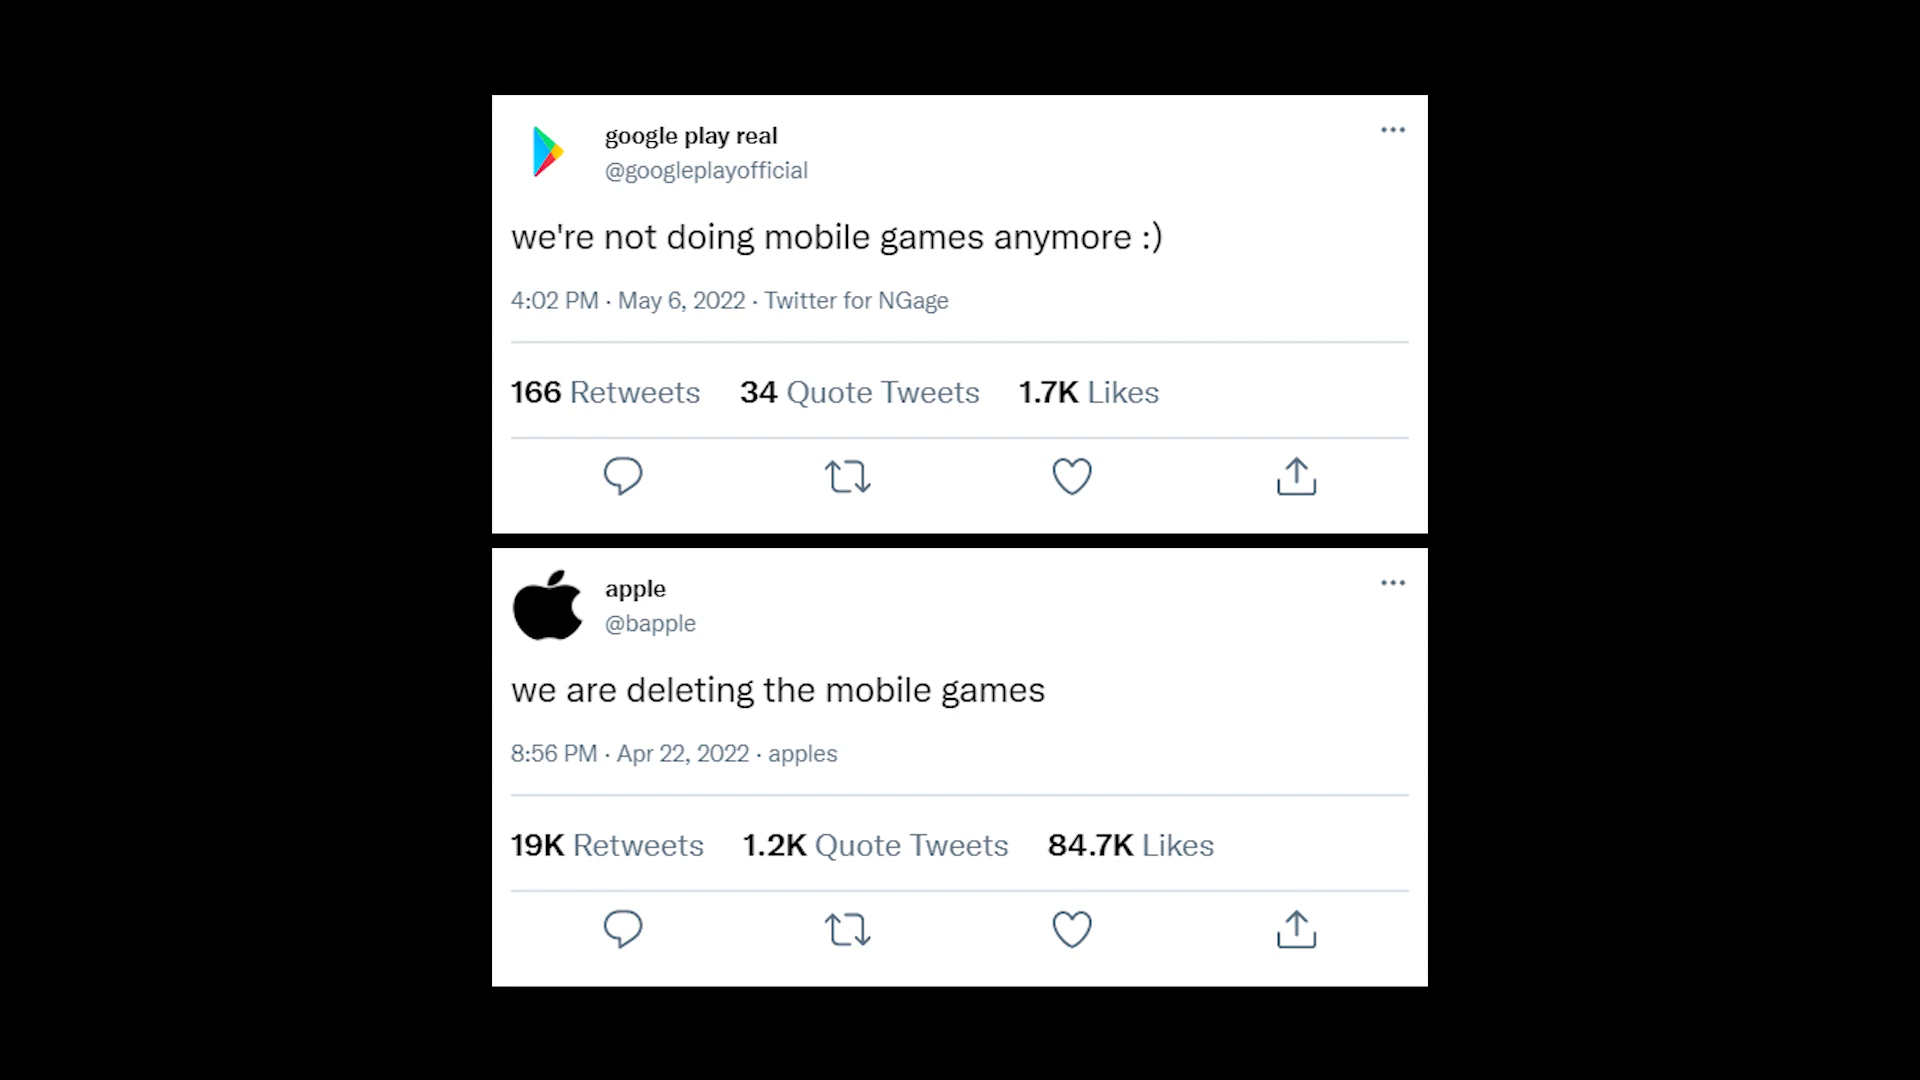 google play real
@googleplayofficial
we're not doing mobile games anymore :)
4:02 PM · May 6, 2022 · Twitter for NGage
166 Retweets 34 Quote Tweets 1.7K Likes
apple
@bapple
we are deleting the mobile games
8:56 PM · Apr 22, 2022 · apples
19K Retweets 1.2K Quote Tweets 84.7K Likes